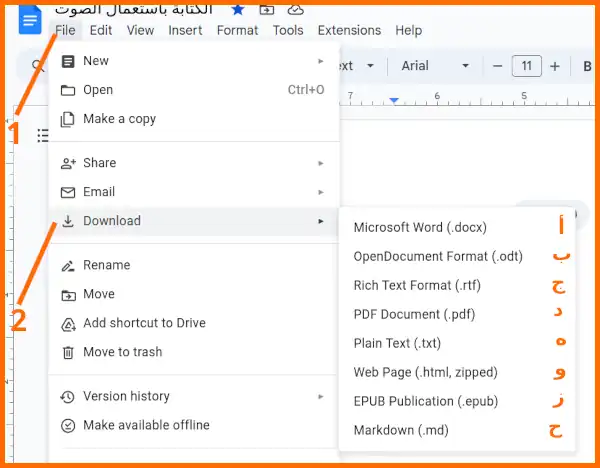 الكتابة باستعمال الصوت
File Edit View Insert Format Tools Extensions Help
ext Arial 11 B
7 6 5
1
2
New
Open Ctrl+O
Make a copy
Share
Email
Download
Rename
Move
Add shortcut to Drive
Move to trash
Version history
Make available offline
Microsoft Word (.docx) أ
OpenDocument Format (.odt) ب
Rich Text Format (.rtf) ج
PDF Document (.pdf) د
Plain Text (.txt) ه
Web Page (.html, zipped) و
EPUB Publication (.epub) ز
Markdown (.md) ح